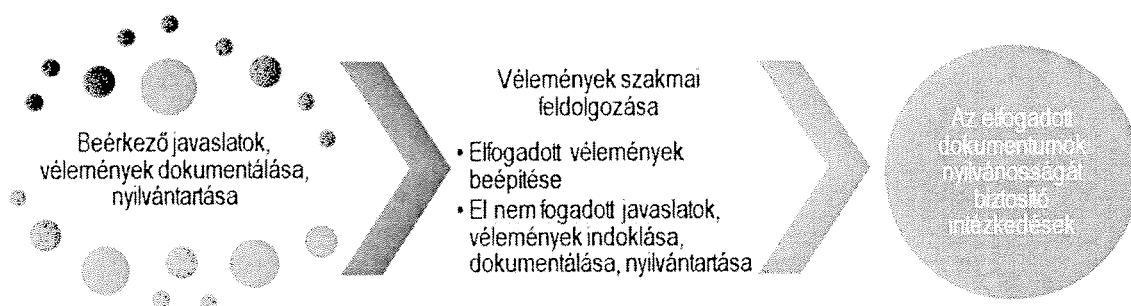 Beérkező javaslatok,
vélemények dokumentálása,
nyilvántartása
Vélemények szakmai
feldolgozása
• Elfogadott vélemények
beépítése
• El nem fogadott javaslatok,
vélemények indoklása,
dokumentálása, nyilvántartása
Az elfogadott
dokumentumok
nyilvánosságát
biztosító
intézkedések